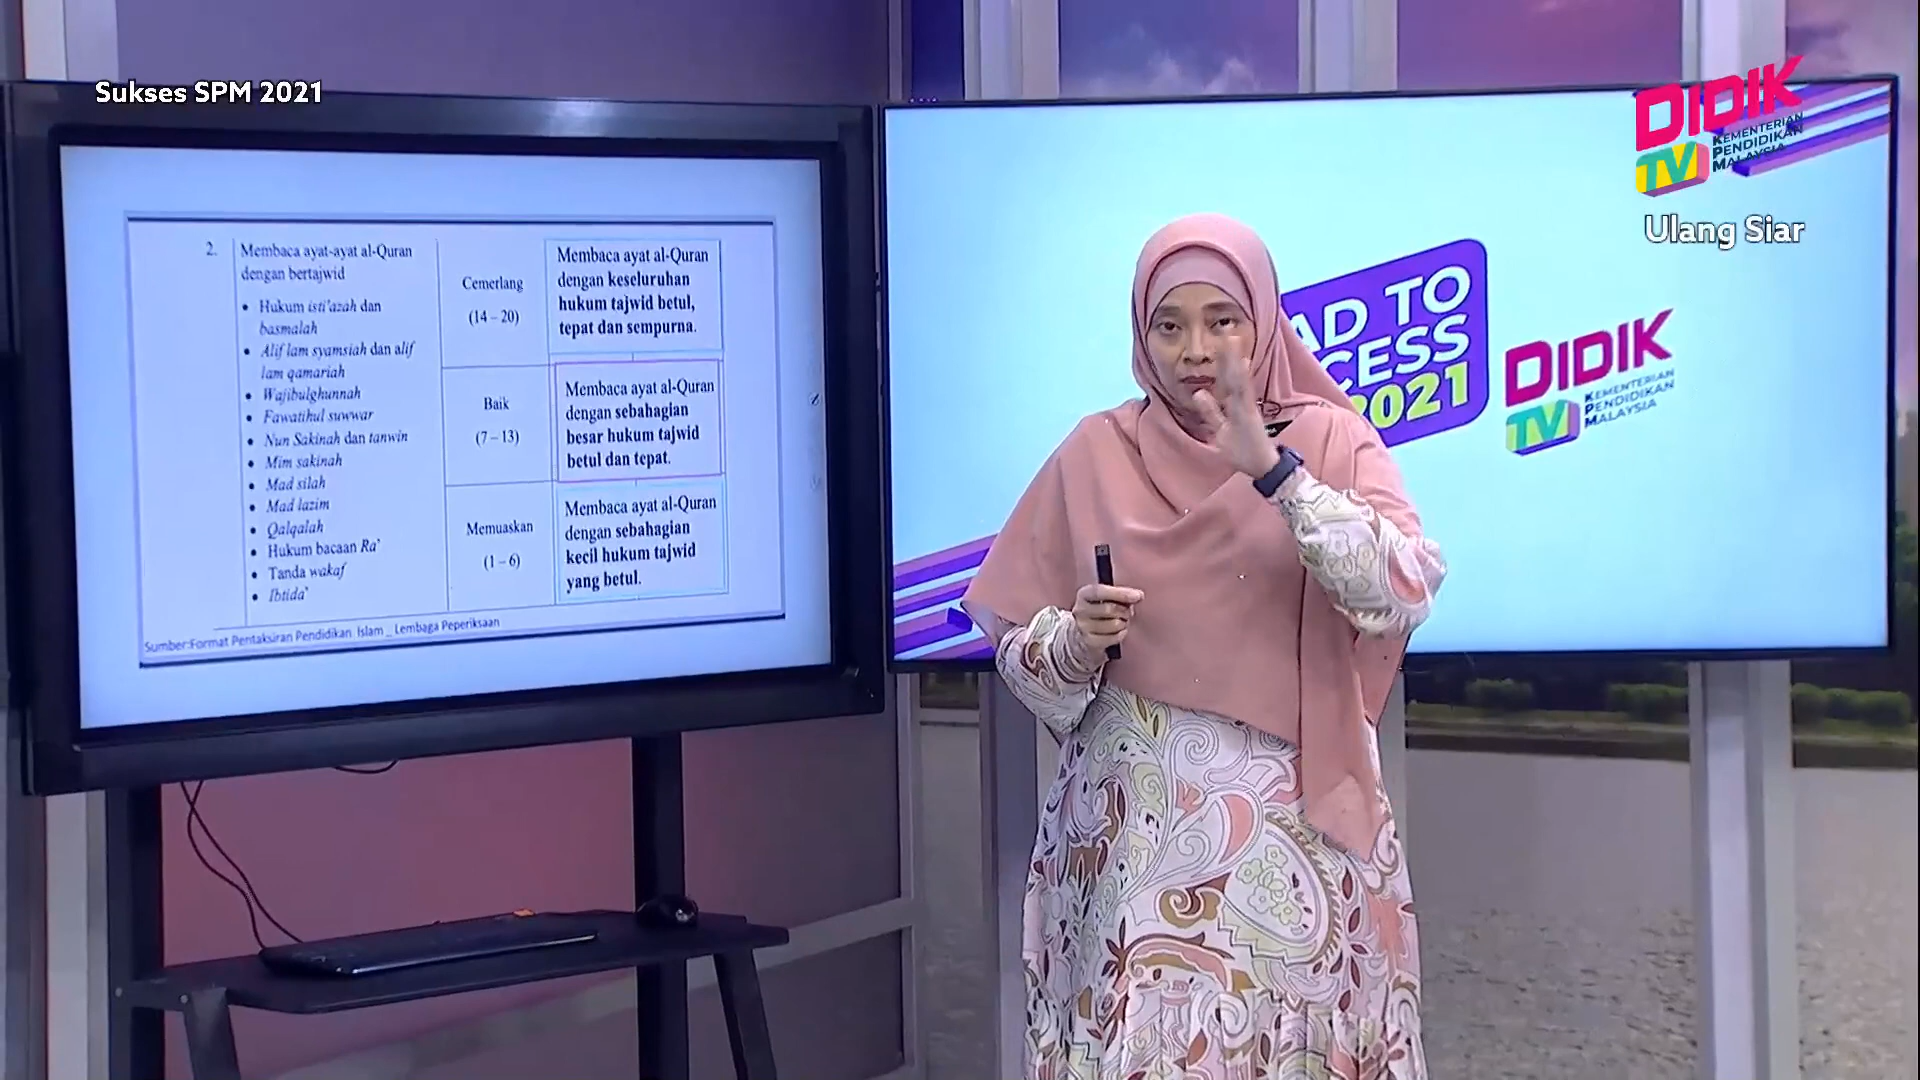 Sukses SPM 2021
DIDIK
TV
KEMENTERIAN
PENDIDIKAN
MALAYSIA
Ulang Siar
2.
Membaca ayat-ayat al-Quran
dengan bertajwid
• Hukum isti'azah dan
basmalah
• Alif lam syamsiah dan alif
lam qamariah
• Wajibulghunnah
• Fawatihul suwwar
• Nun Sakinah dan tanwin
• Mim sakinah
• Mad silah
• Mad lazim
• Qalqalah
• Hukum bacaan Ra'
• Tanda wakaf
• Ibtida'
Cemerlang
(14 – 20)
Membaca ayat al-Quran
dengan keseluruhan
hukum tajwid betul,
tepat dan sempurna.
Baik
(7 – 13)
Membaca ayat al-Quran
dengan sebahagian
besar hukum tajwid
betul dan tepat.
Memuaskan
(1 – 6)
Membaca ayat al-Quran
dengan sebahagian
kecil hukum tajwid
yang betul.
Sumber:Format Pentaksiran Pendidikan Islam _ Lembaga Peperiksaan
AD TO
CESS
2021
DIDIK
TV
KEMENTERIAN
PENDIDIKAN
MALAYSIA